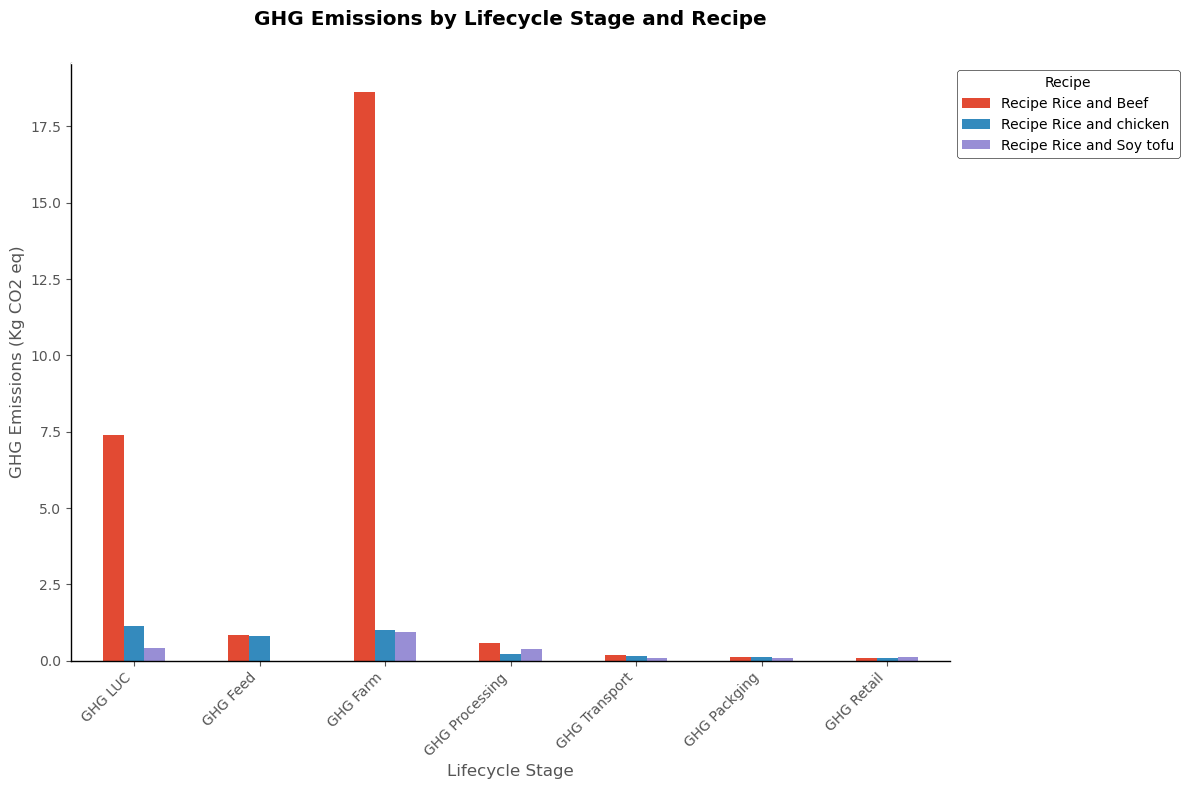 GHG Emissions by Lifecycle Stage and Recipe
Recipe
Recipe Rice and Beef
Recipe Rice and chicken
Recipe Rice and Soy tofu
GHG Emissions (Kg CO2 eq)
17.5
15.0
12.5
10.0
7.5
5.0
2.5
0.0
GHG LUC
GHG Feed
GHG Farm
GHG Processing
GHG Transport
GHG Packging
GHG Retail
Lifecycle Stage